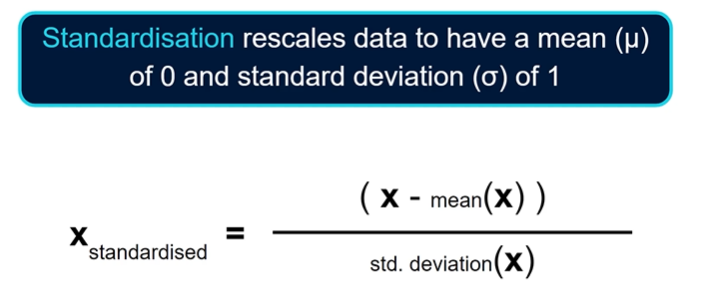 Standardisation rescales data to have a mean (μ)
of 0 and standard deviation (σ) of 1
( x - mean(x) )
x standardised =
std. deviation(x)